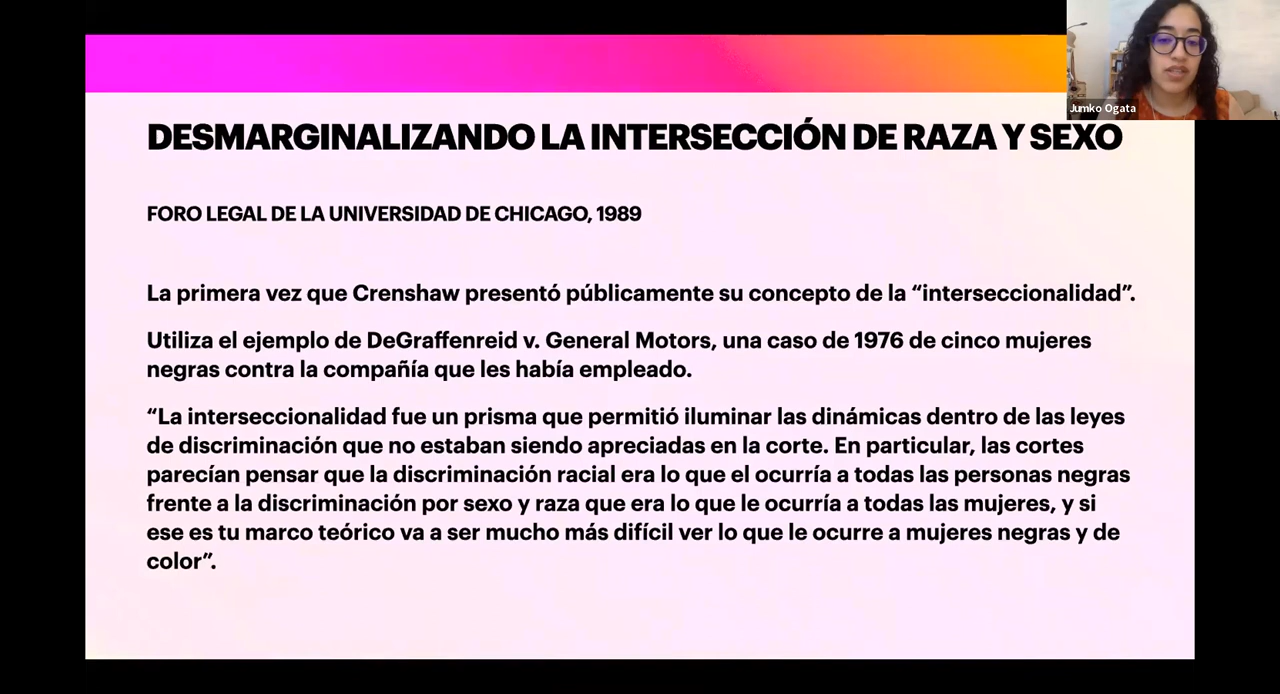 Jumko Ogata
DESMARGINALIZANDO LA INTERSECCIÓN DE RAZA Y SEXO
FORO LEGAL DE LA UNIVERSIDAD DE CHICAGO, 1989
La primera vez que Crenshaw presentó públicamente su concepto de la “interseccionalidad”.
Utiliza el ejemplo de DeGraffenreid v. General Motors, una caso de 1976 de cinco mujeres
negras contra la compañía que les había empleado.
“La interseccionalidad fue un prisma que permitió iluminar las dinámicas dentro de las leyes
de discriminación que no estaban siendo apreciadas en la corte. En particular, las cortes
parecían pensar que la discriminación racial era lo que el ocurría a todas las personas negras
frente a la discriminación por sexo y raza que era lo que le ocurría a todas las mujeres, y si
ese es tu marco teórico va a ser mucho más difícil ver lo que le ocurre a mujeres negras y de
color”.